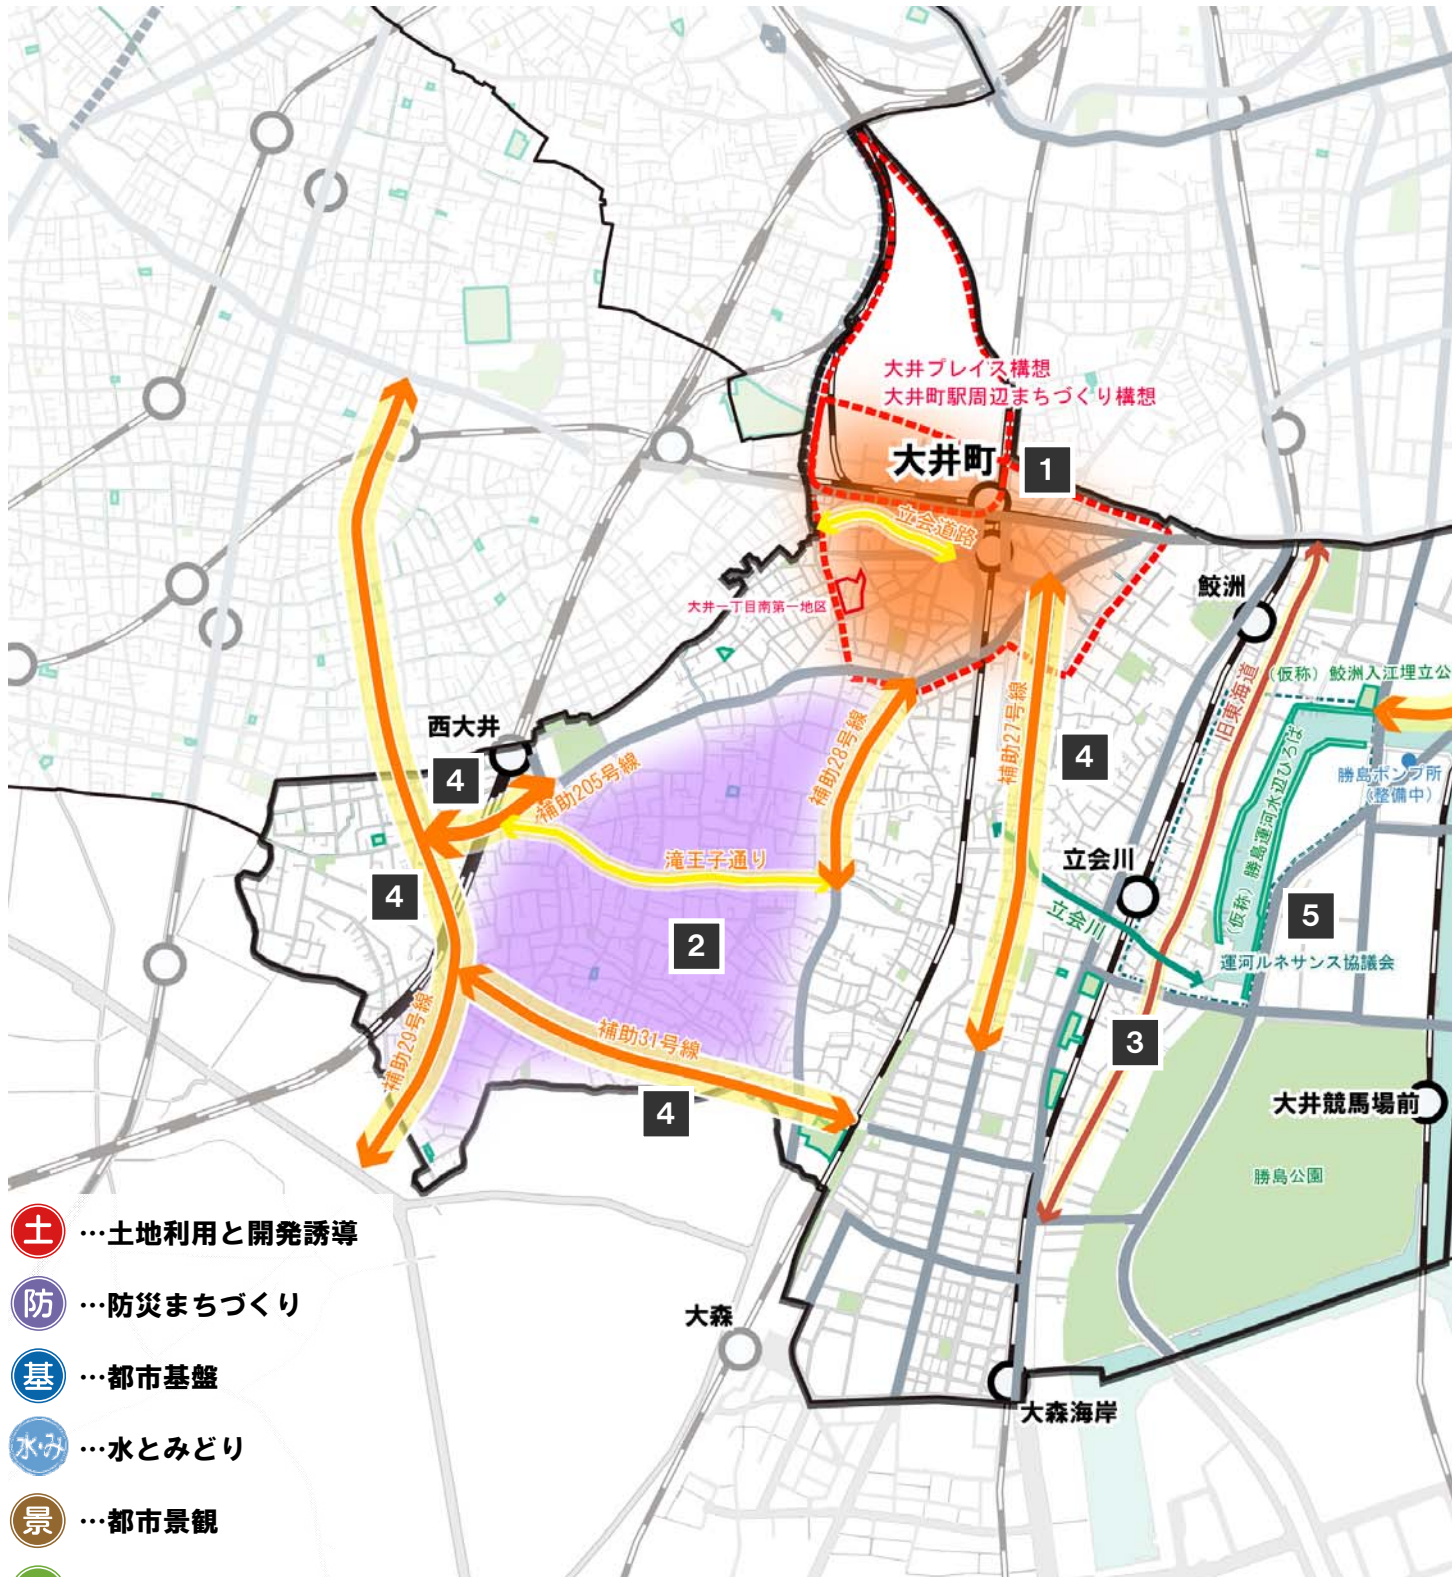 大井プレイス構想
大井町駅周辺まちづくり構想
大井町
1
立会道路
大井一丁目南第一地区
鮫洲
(仮称) 鮫洲入江埋立公
旧東海道
西大井
4
補助205号線
補助28号線
補助27号線
4
勝島ポンプ所
(整備中)
(仮称) 勝島運河水辺ひろば
滝王子通り
立会川
4
2
立会川
5
運河ルネサンス協議会
補助29号線
補助31号線
3
4
大井競馬場前
勝島公園
土 …土地利用と開発誘導
防 …防災まちづくり
基 …都市基盤
水・み …水とみどり
景 …都市景観
大森
大森海岸